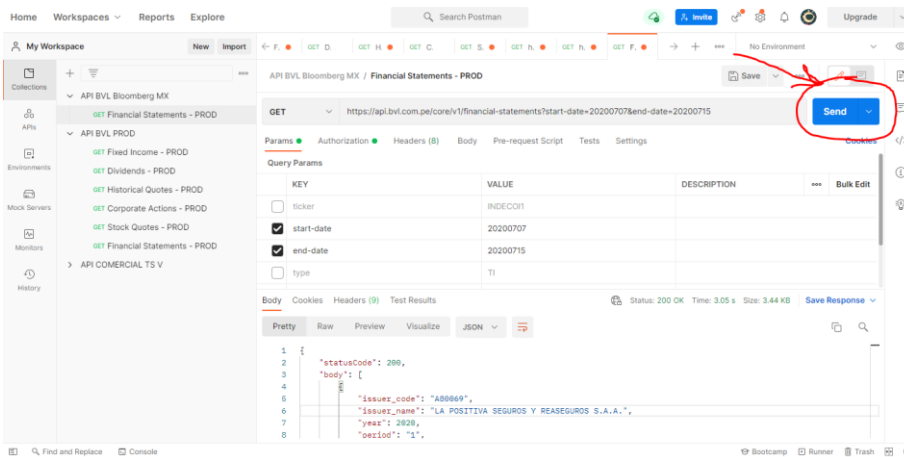 Home Workspaces Reports Explore Search Postman Invite Upgrade
My Workspace New Import GET D. GET H. GET C. GET S. GET h. GET h. GET F. No Environment
Collections
APIs
Environments
Mock Servers
Monitors
History
API BVL Bloomberg MX
GET Financial Statements - PROD
API BVL PROD
GET Fixed Income - PROD
GET Dividends - PROD
GET Historical Quotes - PROD
GET Corporate Actions - PROD
GET Stock Quotes - PROD
GET Financial Statements - PROD
API COMERCIAL TS V
API BVL Bloomberg MX / Financial Statements - PROD Save
GET https://api.bvl.com.pe/core/v1/financial-statements?start-date=20200707&end-date=20200715 Send
Params Authorization Headers (8) Body Pre-request Script Tests Settings Cookies
Query Params
KEY VALUE DESCRIPTION Bulk Edit
ticker INDECOI1
start-date 20200707
end-date 20200715
type TI
Body Cookies Headers (9) Test Results Status: 200 OK Time: 3.05 s Size: 3.44 KB Save Response
Pretty Raw Preview Visualize JSON
1 {
2 "statusCode": 200,
3 "body": [
4 {
5 "issuer_code": "A80069",
6 "issuer_name": "LA POSITIVA SEGUROS Y REASEGUROS S.A.A.",
7 "year": 2020,
8 "period": "1",
Find and Replace Console Bootcamp Runner Trash